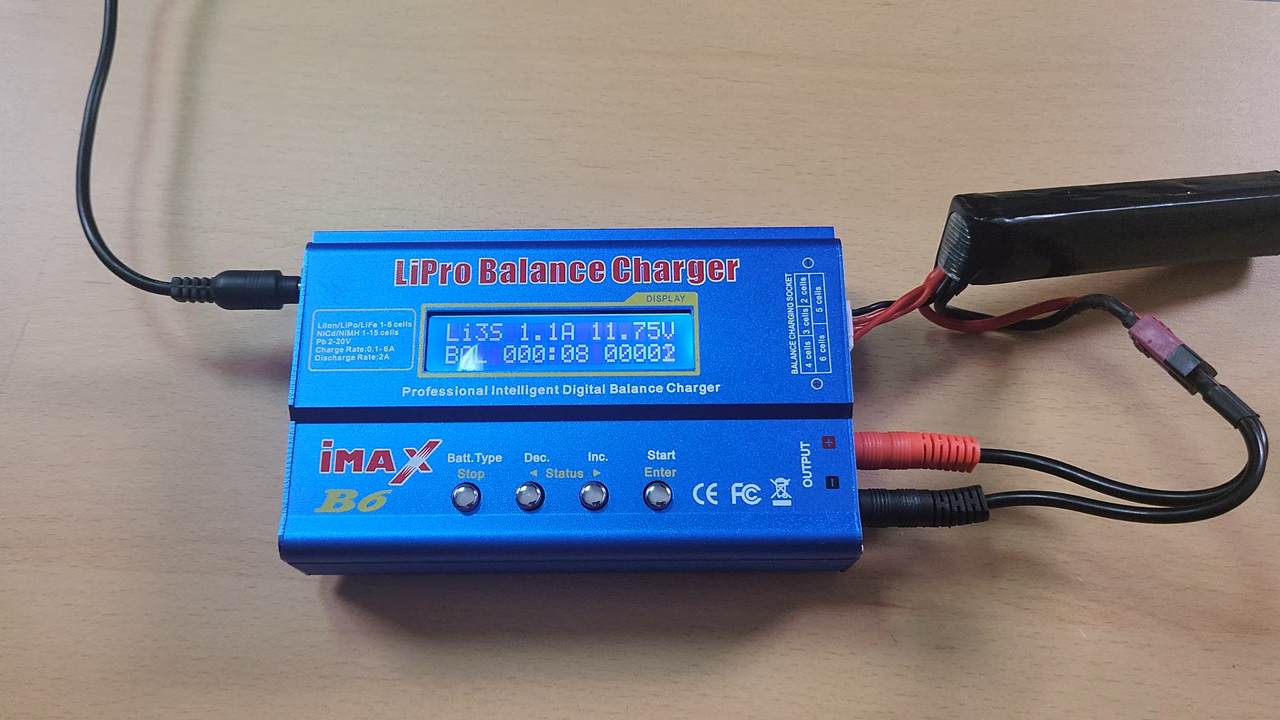 LiPro Balance Charger
DISPLAY
LiIon/LiPo/LiFe 1-6 cells
NiCd/NiMH 1-15 cells
Pb 2-20V
Charge Rate:0.1-6A
Discharge Rate:2A
Li3S 1.1A 11.75V
BAL 000:08 00002
Professional Intelligent Digital Balance Charger
BALANCE CHARGING SOCKET
2 cells
3 cells
4 cells
5 cells
6 cells
iMAX
B6
Batt.Type
Stop
Dec.
Inc.
◄ Status ►
Start
Enter
CE FC
OUTPUT
+
-